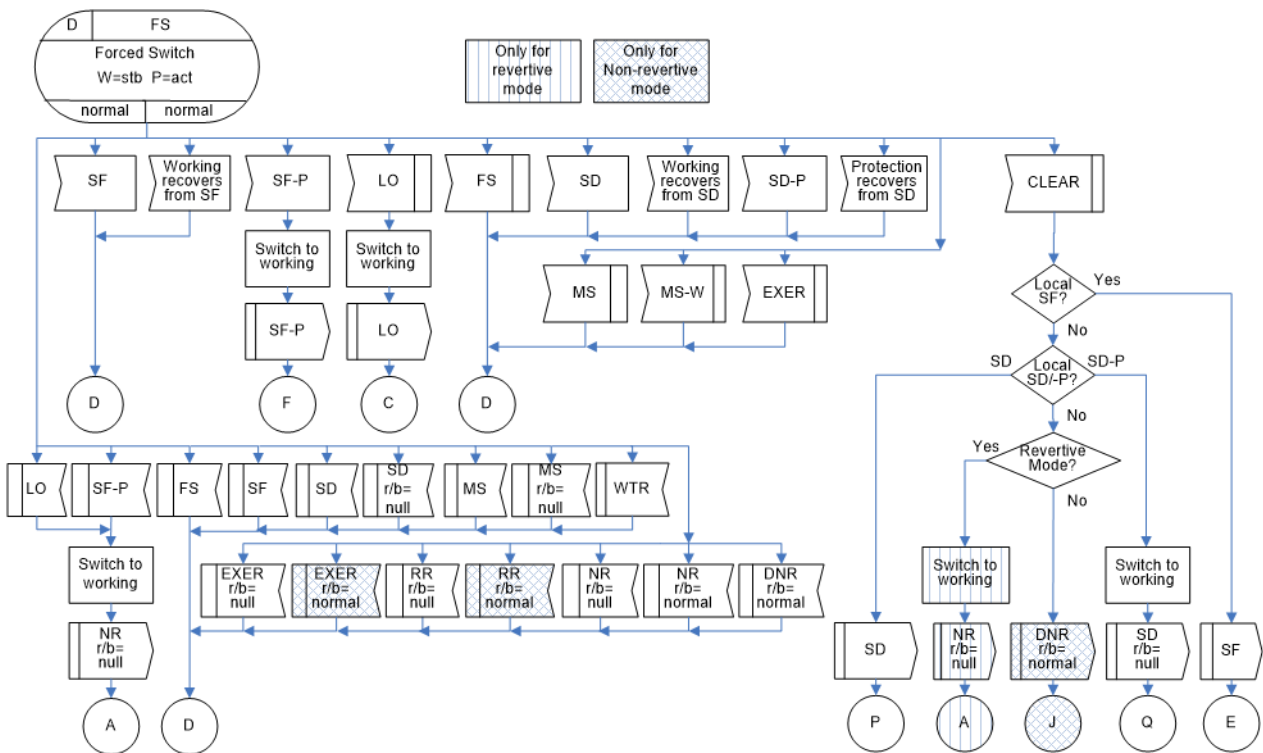 D
FS
Forced Switch
W=stb P=act
normal
normal
Only for
revertive
mode
Only for
Non-revertive
mode
SF
Working
recovers
from SF
SF-P
LO
FS
SD
Working
recovers
from SD
SD-P
Protection
recovers
from SD
CLEAR
Switch to
working
Switch to
working
MS
MS-W
EXER
Local
SF?
Yes
No
SF-P
LO
SD
Local
SD/-P?
SD-P
No
D
F
C
D
Yes
Revertive
Mode?
No
LO
SF-P
FS
SF
SD
SD
r/b=
null
MS
MS
r/b=
null
WTR
Switch to
working
EXER
r/b=
null
EXER
r/b=
normal
RR
r/b=
null
RR
r/b=
normal
NR
r/b=
null
NR
r/b=
normal
DNR
r/b=
normal
Switch to
working
Switch to
working
NR
r/b=
null
SD
NR
r/b=
null
DNR
r/b=
normal
SD
r/b=
null
SF
A
D
P
A
J
Q
E